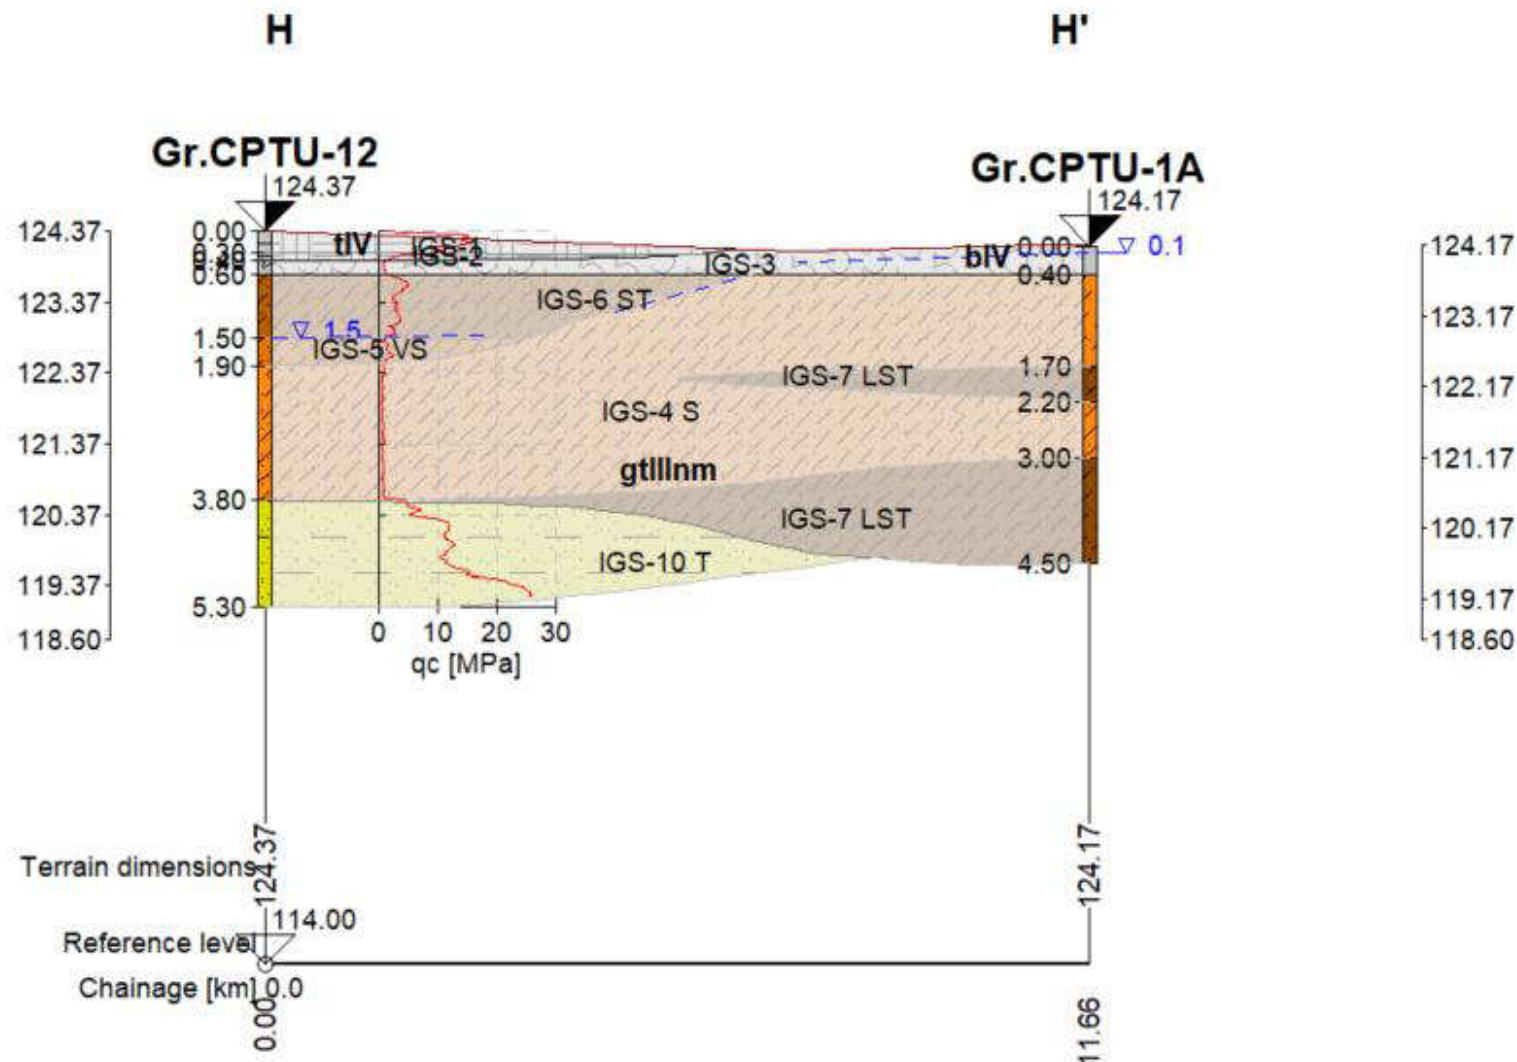 H H'
Gr.CPTU-12 Gr.CPTU-1A
124.37 124.17
124.37 0.00 tIV IGS-1 0.00 0.1 124.17
0.30 IGS-2 IGS-3 bIV
0.60 0.40
123.37 IGS-6 ST 123.17
1.50 1.5
IGS-5 VS
122.37 1.90 IGS-7 LST 1.70 122.17
IGS-4 S 2.20
121.37 gtIIInm 3.00 121.17
3.80
120.37 IGS-7 LST 120.17
IGS-10 T 4.50
119.37 5.30 119.17
118.60 0 10 20 30 118.60
qc [MPa]
Terrain dimensions 124.37 124.17
114.00
Reference level
Chainage [km] 0.0
0.00 11.66